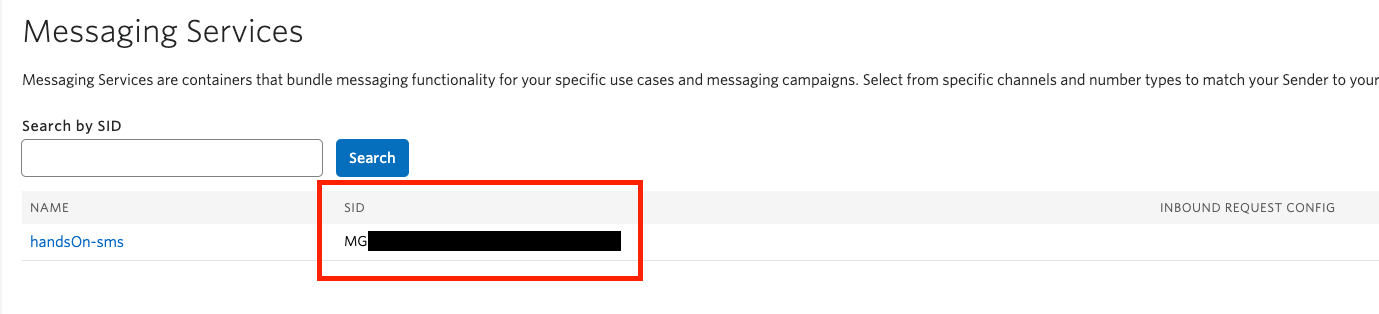 Messaging Services
Messaging Services are containers that bundle messaging functionality for your specific use cases and messaging campaigns. Select from specific channels and number types to match your Sender to your
Search by SID
Search
NAME SID INBOUND REQUEST CONFIG
handsOn-sms MG